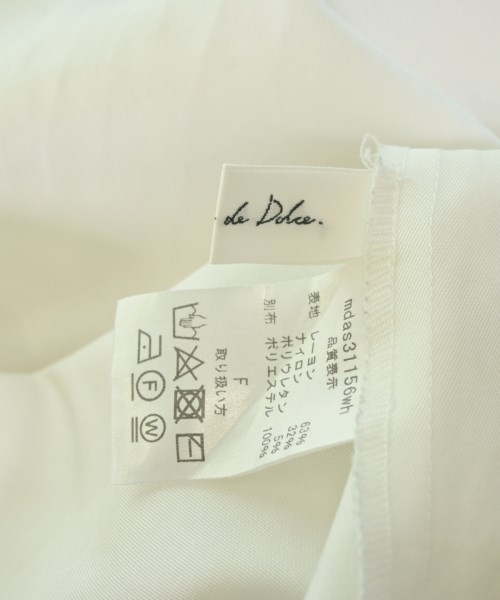 de Dolce.
mdas31156wh
品質表示
表地 レーヨン 63%
ナイロン 32%
ポリウレタン 5%
別布 ポリエステル 100%
F
取り扱い方
F
W